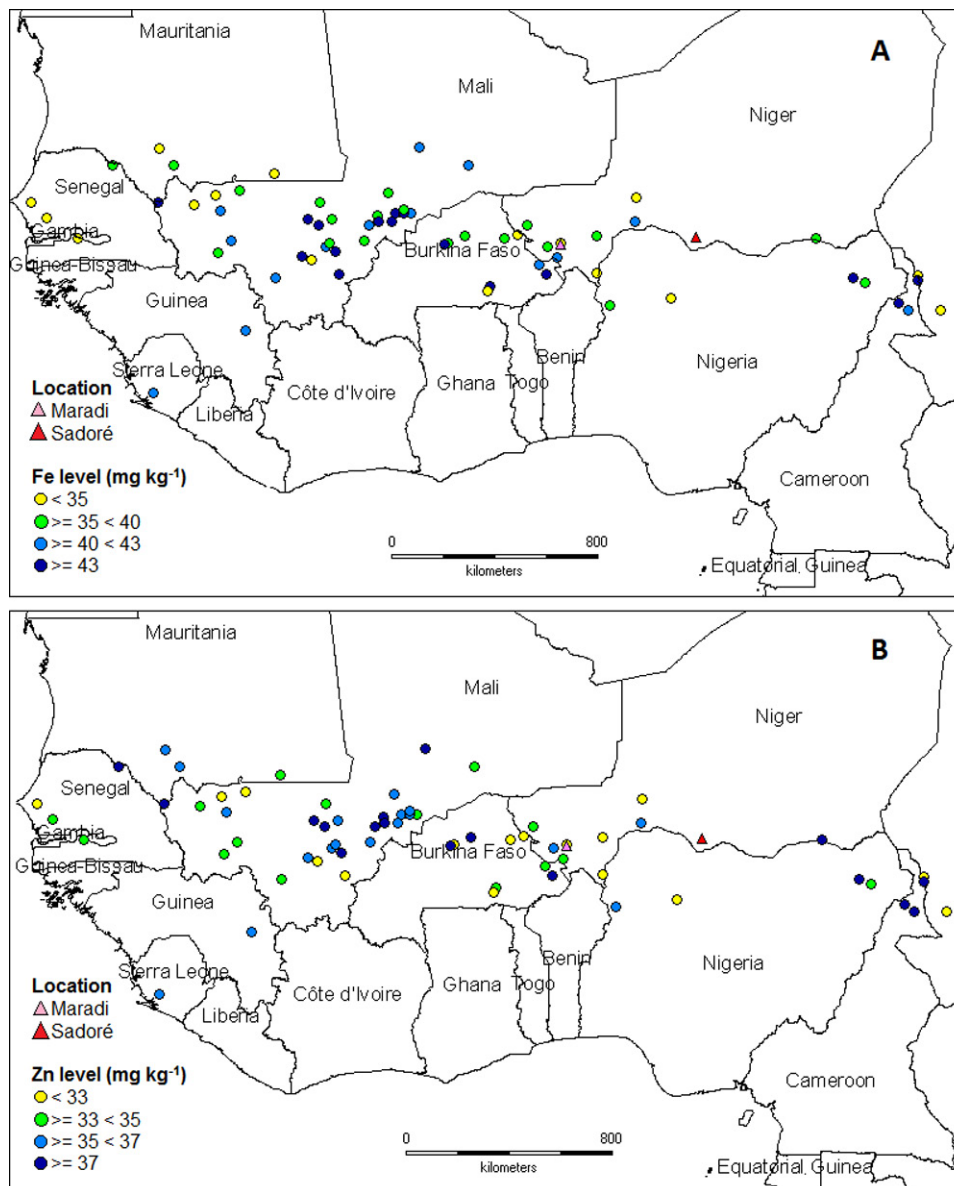 Mauritania
A
Mali
Niger
Senegal
Gambia
Guinea-Bissau
Burkina Faso
Guinea
Benin
Nigeria
Sierra Leone
Côte d'Ivoire
Ghana Togo
Liberia
Location
Maradi
Sadoré
Cameroon
Fe level (mg kg⁻¹)
< 35
>= 35 < 40
>= 40 < 43
>= 43
0 800
kilometers
Equatorial Guinea
Mauritania
B
Mali
Niger
Senegal
Gambia
Guinea-Bissau
Burkina Faso
Guinea
Benin
Nigeria
Sierra Leone
Côte d'Ivoire
Ghana Togo
Liberia
Location
Maradi
Sadoré
Cameroon
Zn level (mg kg⁻¹)
< 33
>= 33 < 35
>= 35 < 37
>= 37
0 800
kilometers
Equatorial Guinea